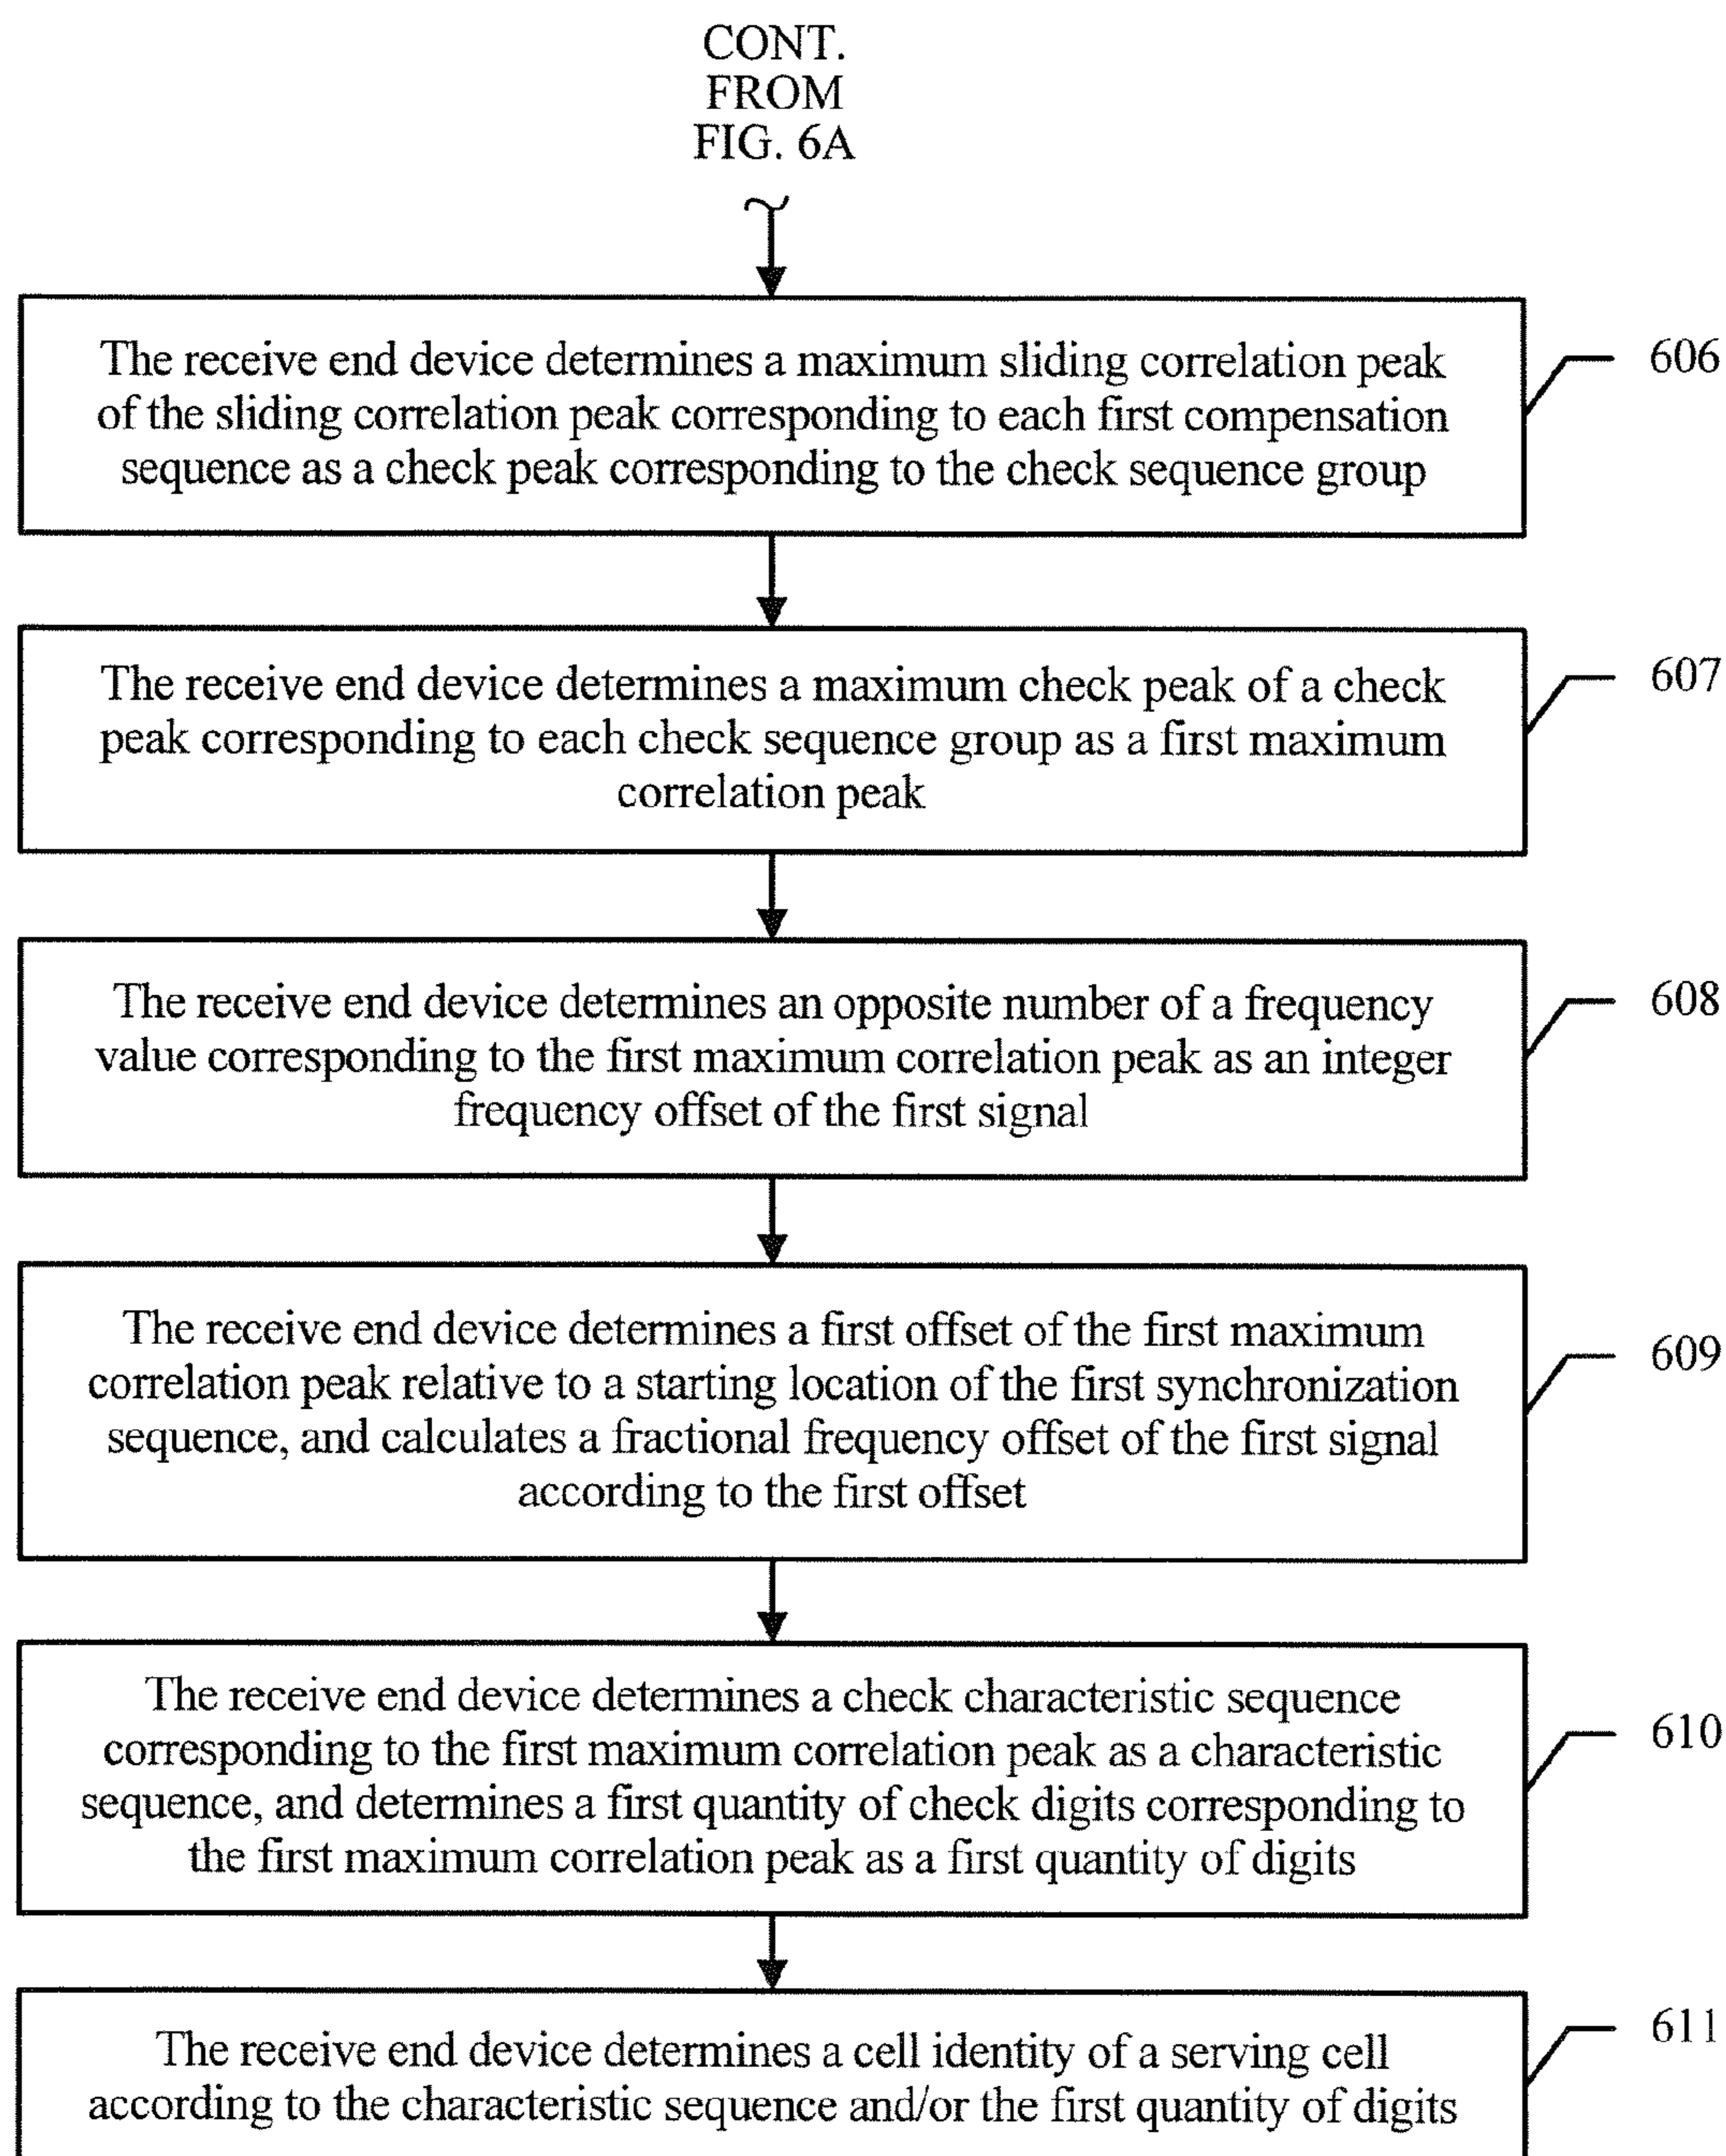 CONT.
FROM
FIG. 6A
The receive end device determines a maximum sliding correlation peak
of the sliding correlation peak corresponding to each first compensation
sequence as a check peak corresponding to the check sequence group
606
The receive end device determines a maximum check peak of a check
peak corresponding to each check sequence group as a first maximum
correlation peak
607
The receive end device determines an opposite number of a frequency
value corresponding to the first maximum correlation peak as an integer
frequency offset of the first signal
608
The receive end device determines a first offset of the first maximum
correlation peak relative to a starting location of the first synchronization
sequence, and calculates a fractional frequency offset of the first signal
according to the first offset
609
The receive end device determines a check characteristic sequence
corresponding to the first maximum correlation peak as a characteristic
sequence, and determines a first quantity of check digits corresponding to
the first maximum correlation peak as a first quantity of digits
610
The receive end device determines a cell identity of a serving cell
according to the characteristic sequence and/or the first quantity of digits
611